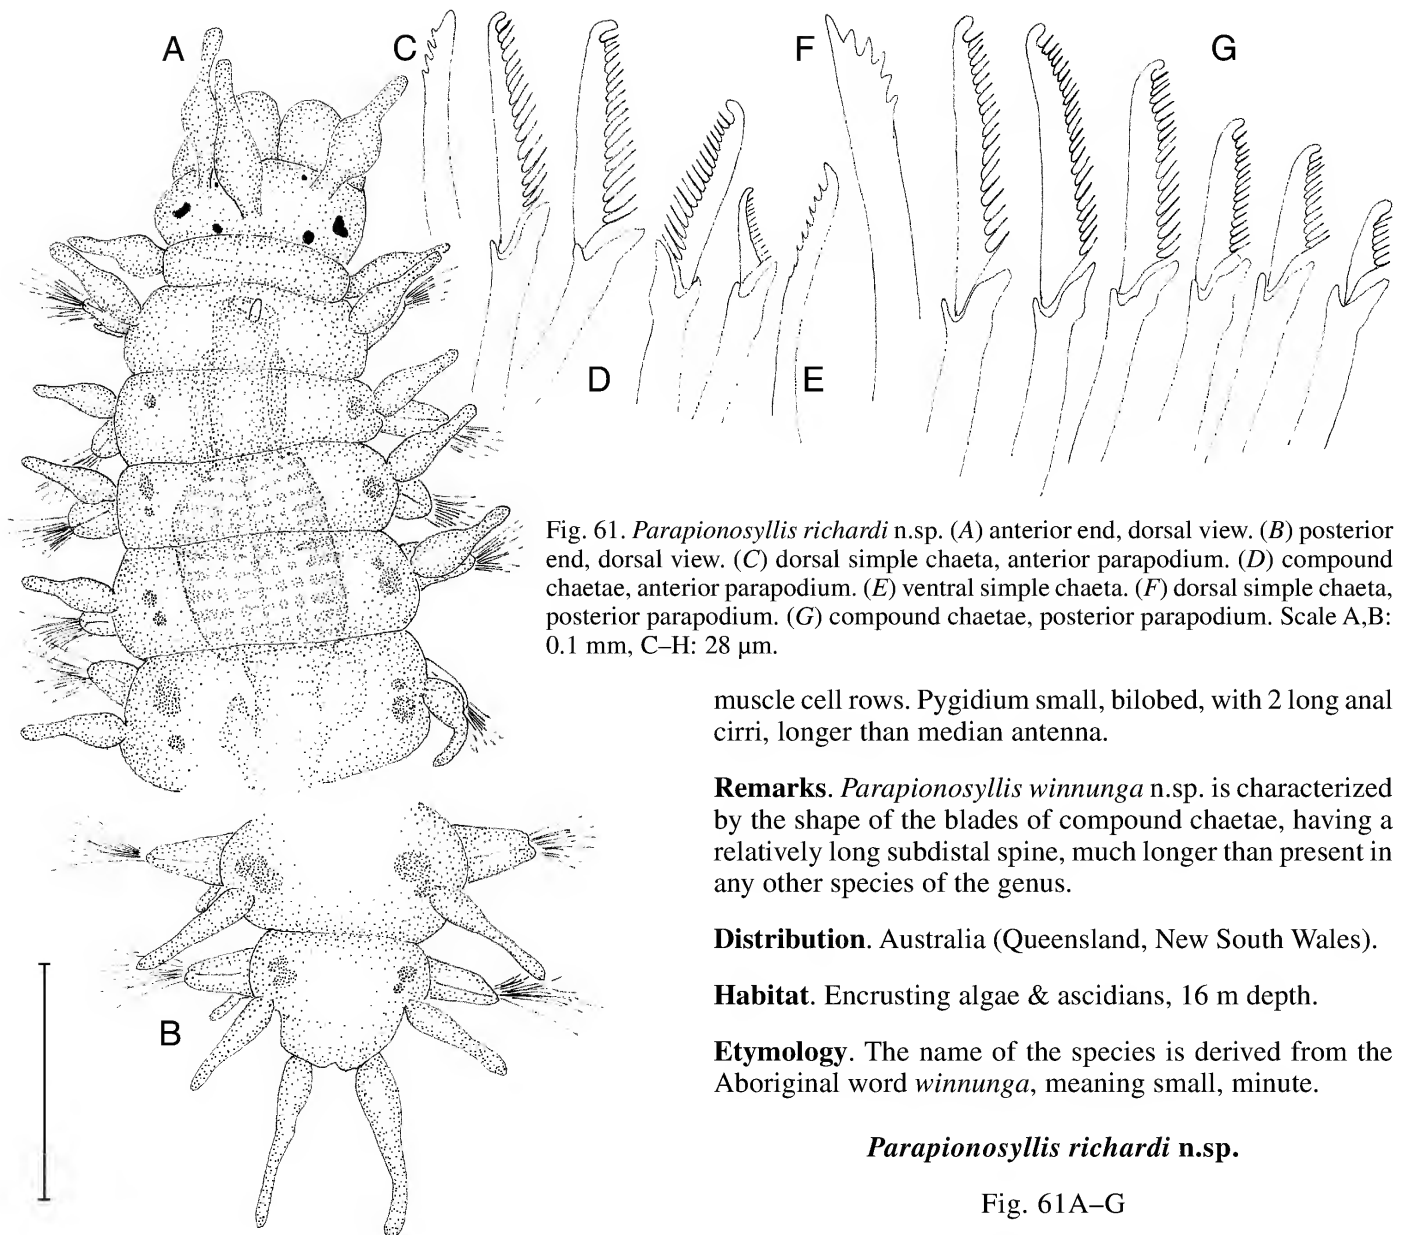 A
C
F
G
D
E
Fig. 61. Parapionosyllis richardi n.sp. (A) anterior end, dorsal view. (B) posterior
end, dorsal view. (C) dorsal simple chaeta, anterior parapodium. (D) compound
chaetae, anterior parapodium. (E) ventral simple chaeta. (F) dorsal simple chaeta,
posterior parapodium. (G) compound chaetae, posterior parapodium. Scale A,B:
0.1 mm, C–H: 28 µm.
muscle cell rows. Pygidium small, bilobed, with 2 long anal
cirri, longer than median antenna.
Remarks. Parapionosyllis winnunga n.sp. is characterized
by the shape of the blades of compound chaetae, having a
relatively long subdistal spine, much longer than present in
any other species of the genus.
Distribution. Australia (Queensland, New South Wales).
Habitat. Encrusting algae & ascidians, 16 m depth.
B
Etymology. The name of the species is derived from the
Aboriginal word winnunga, meaning small, minute.
Parapionosyllis richardi n.sp.
Fig. 61A–G